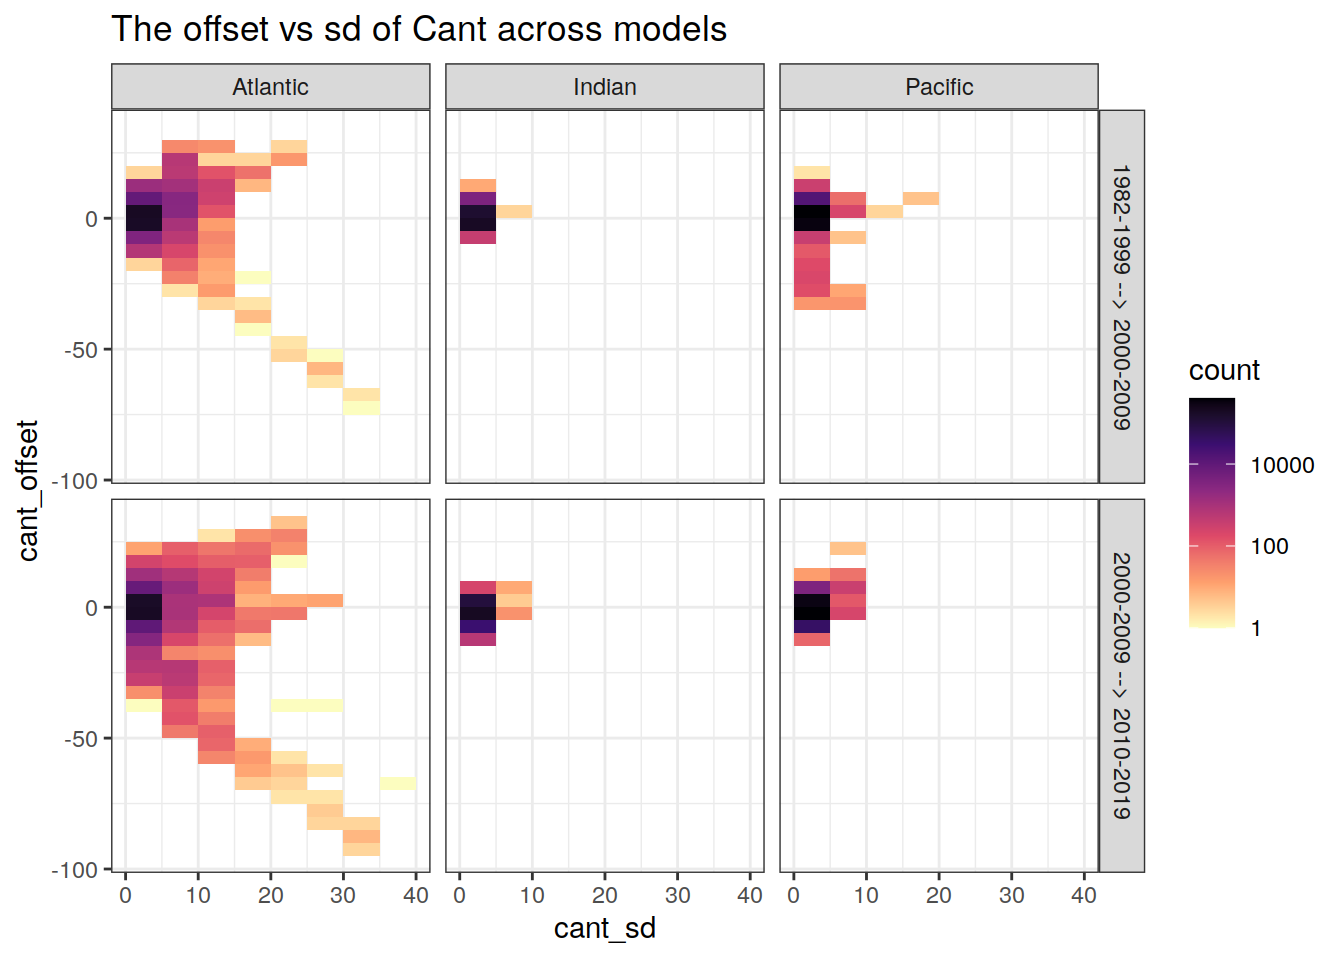 The offset vs sd of Cant across models
Atlantic
Indian
Pacific
0
-50
-100
1982-1999 --> 2000-2009
0
-50
-100
2000-2009 --> 2010-2019
cant_offset
0 10 20 30 40
0 10 20 30 40
0 10 20 30 40
cant_sd
count
10000
100
1